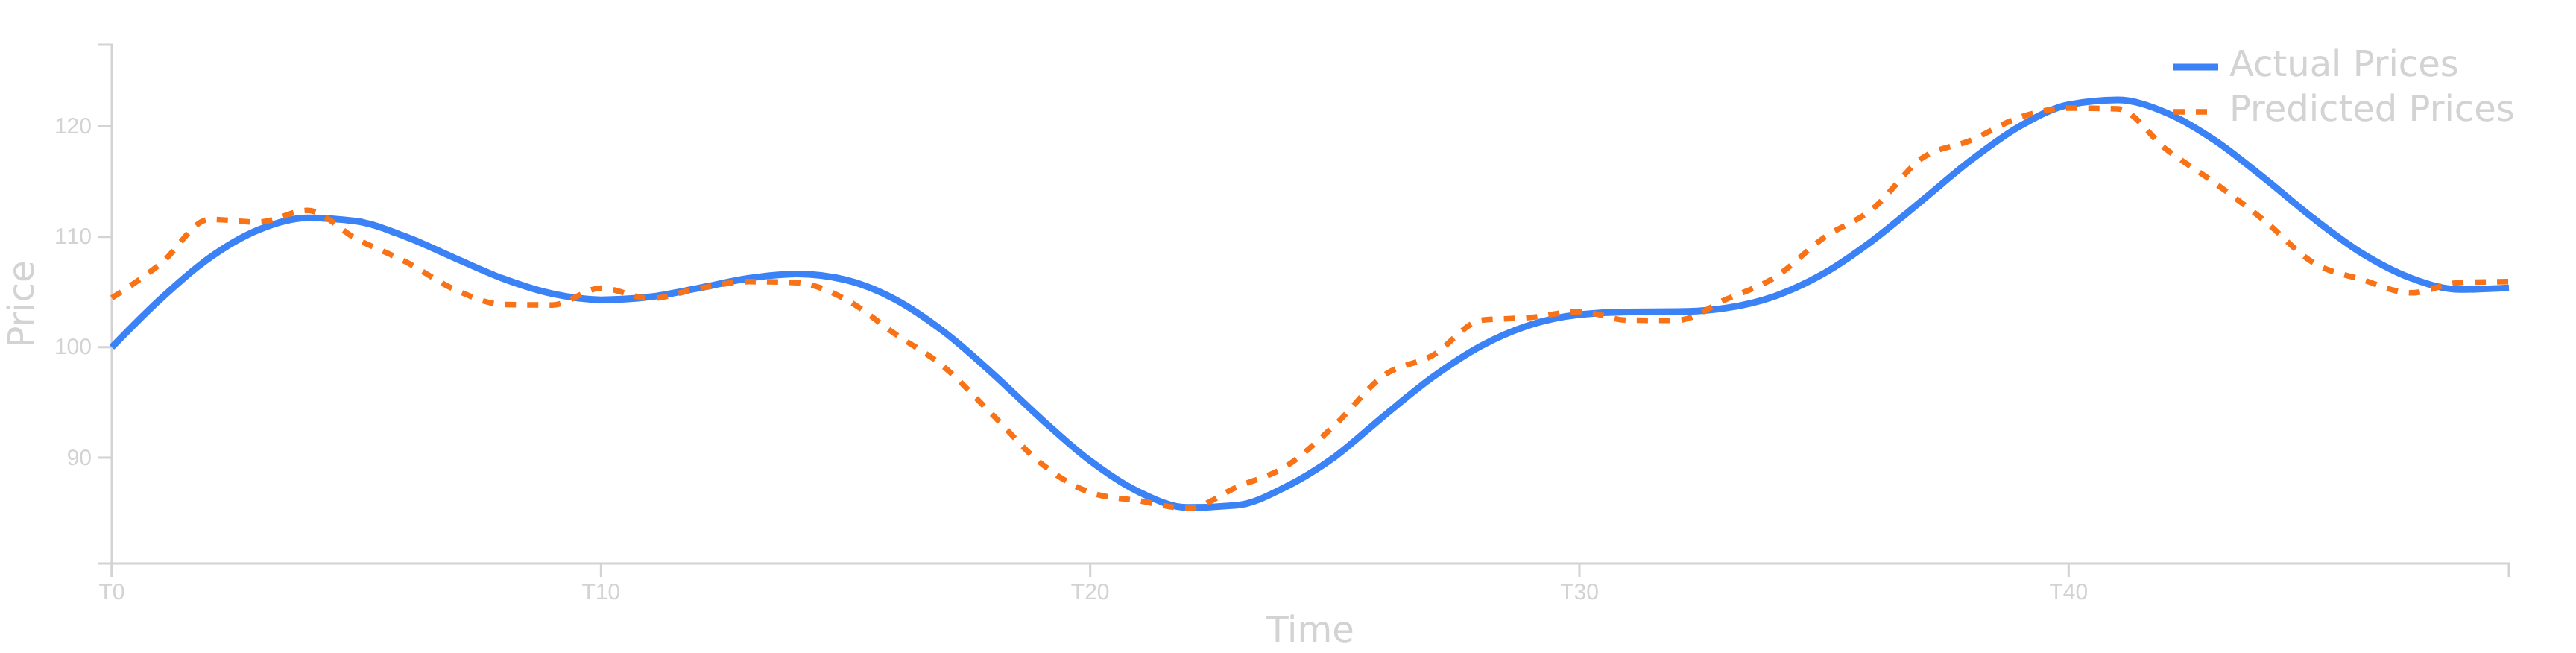 Actual Prices
Predicted Prices
120
110
100
90
Price
T0 T10 T20 T30 T40
Time